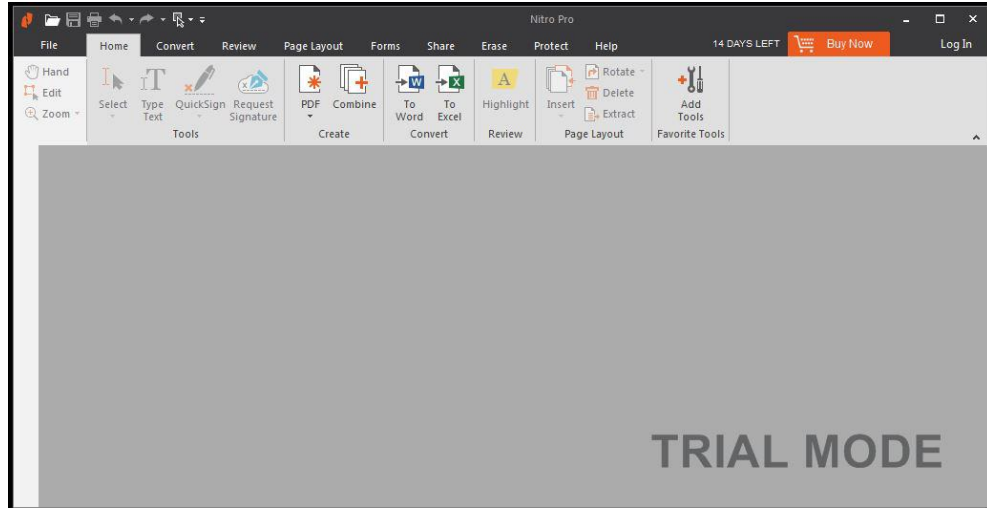 Nitro Pro
File Home Convert Review Page Layout Forms Share Erase Protect Help 14 DAYS LEFT Buy Now Log In
Hand
Edit
Zoom
Select
Type Text
QuickSign
Request Signature
Tools
PDF
Combine
Create
To Word
To Excel
Convert
Highlight
Review
Insert
Rotate
Delete
Extract
Page Layout
Add Tools
Favorite Tools
TRIAL MODE